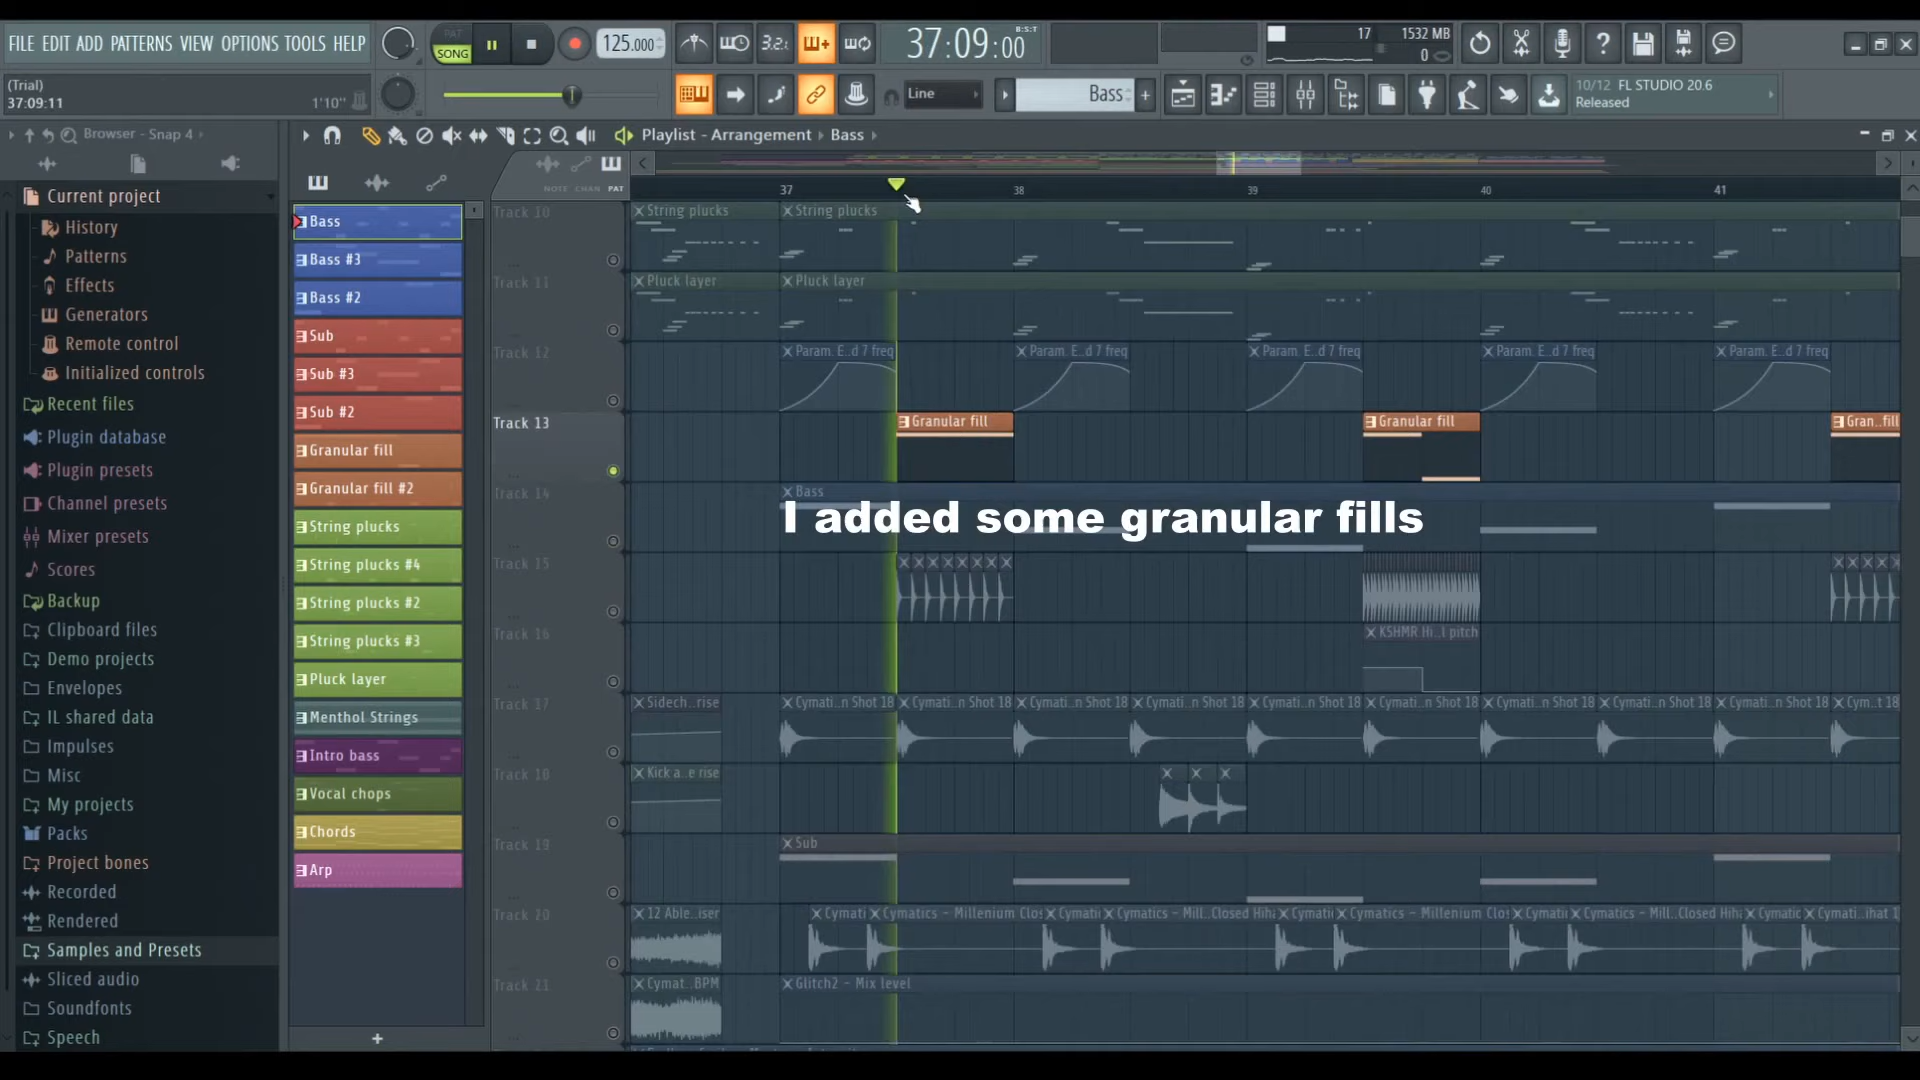 FILE EDIT ADD PATTERNS VIEW OPTIONS TOOLS HELP
PAT
SONG
125.000
3.2.
37:09:00
B:S:T
17
1532 MB
0
(Trial)
37:09:11
1'10"
Line
Bass
10/12 FL STUDIO 20.6
Released
Browser - Snap 4
Playlist - Arrangement › Bass
NOTE CHAN PAT
37 38 39 40 41
Current project
History
Patterns
Effects
Generators
Remote control
Initialized controls
Recent files
Plugin database
Plugin presets
Channel presets
Mixer presets
Scores
Backup
Clipboard files
Demo projects
Envelopes
IL shared data
Impulses
Misc
My projects
Packs
Project bones
Recorded
Rendered
Samples and Presets
Sliced audio
Soundfonts
Speech
Bass
Bass #3
Bass #2
Sub
Sub #3
Sub #2
Granular fill
Granular fill #2
String plucks
String plucks #4
String plucks #2
String plucks #3
Pluck layer
Menthol Strings
Intro bass
Vocal chops
Chords
Arp
+
Track 10
String plucks String plucks
Track 11
Pluck layer Pluck layer
Track 12
Param. E..d 7 freq Param. E..d 7 freq Param. E..d 7 freq Param. E..d 7 freq Param. E..d 7 freq
Track 13
Granular fill Granular fill Gran..fill
Track 14
Bass
I added some granular fills
Track 15
Track 16
KSHMR Hi..l pitch
Track 17
Sidech..rise Cymati..n Shot 18 Cymati..n Shot 18 Cymati..n Shot 18 Cymati..n Shot 18 Cymati..n Shot 18 Cymati..n Shot 18 Cymati..n Shot 18 Cymati..n Shot 18 Cymati..n Shot 18 Cym..t 18
Track 18
Kick a..e rise
Track 19
Sub
Track 20
12 Able..iser Cymati Cymatics - Millenium Clo Cymati Cymatics - Mill..Closed Hiha Cymati Cymatics - Millenium Clo Cymati Cymatics - Mill..Closed Hiha Cymatic Cymati..ihat 1
Track 21
Cymat..BPM Glitch2 - Mix level